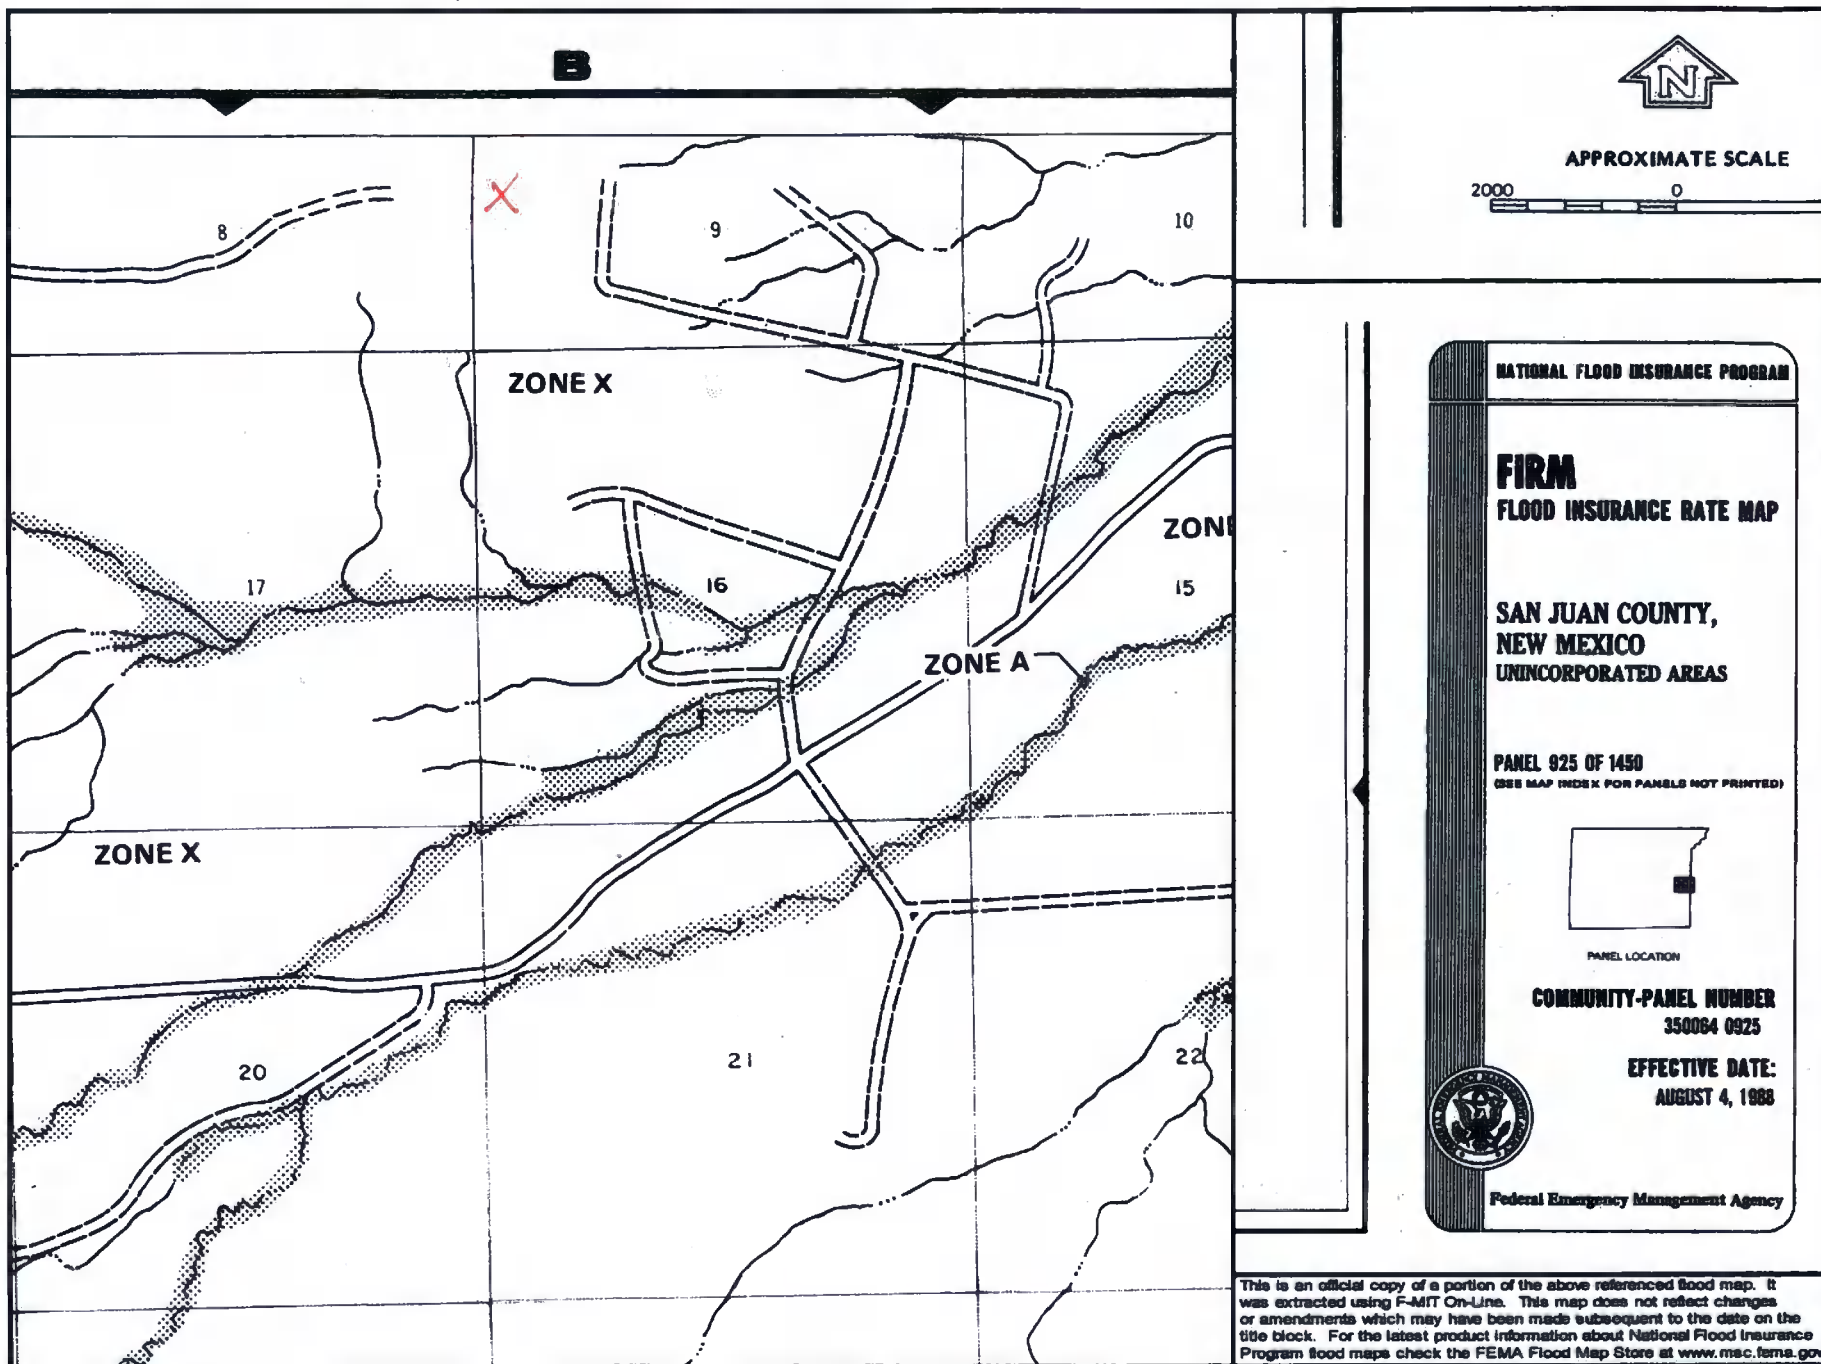 B
N
APPROXIMATE SCALE
2000 0
8
9
10
ZONE X
NATIONAL FLOOD INSURANCE PROGRAM
FIRM
FLOOD INSURANCE RATE MAP
ZONE
17
16
15
SAN JUAN COUNTY,
NEW MEXICO
UNINCORPORATED AREAS
ZONE A
PANEL 925 OF 1450
(SEE MAP INDEX FOR PANELS NOT PRINTED)
ZONE X
PANEL LOCATION
COMMUNITY-PANEL NUMBER
350064 0925
EFFECTIVE DATE:
AUGUST 4, 1988
20
21
22
Federal Emergency Management Agency
This is an official copy of a portion of the above referenced flood map. It
was extracted using F-MIT On-Line. This map does not reflect changes
or amendments which may have been made subsequent to the date on the
title block. For the latest product information about National Flood Insurance
Program flood maps check the FEMA Flood Map Store at www.msc.fema.gov